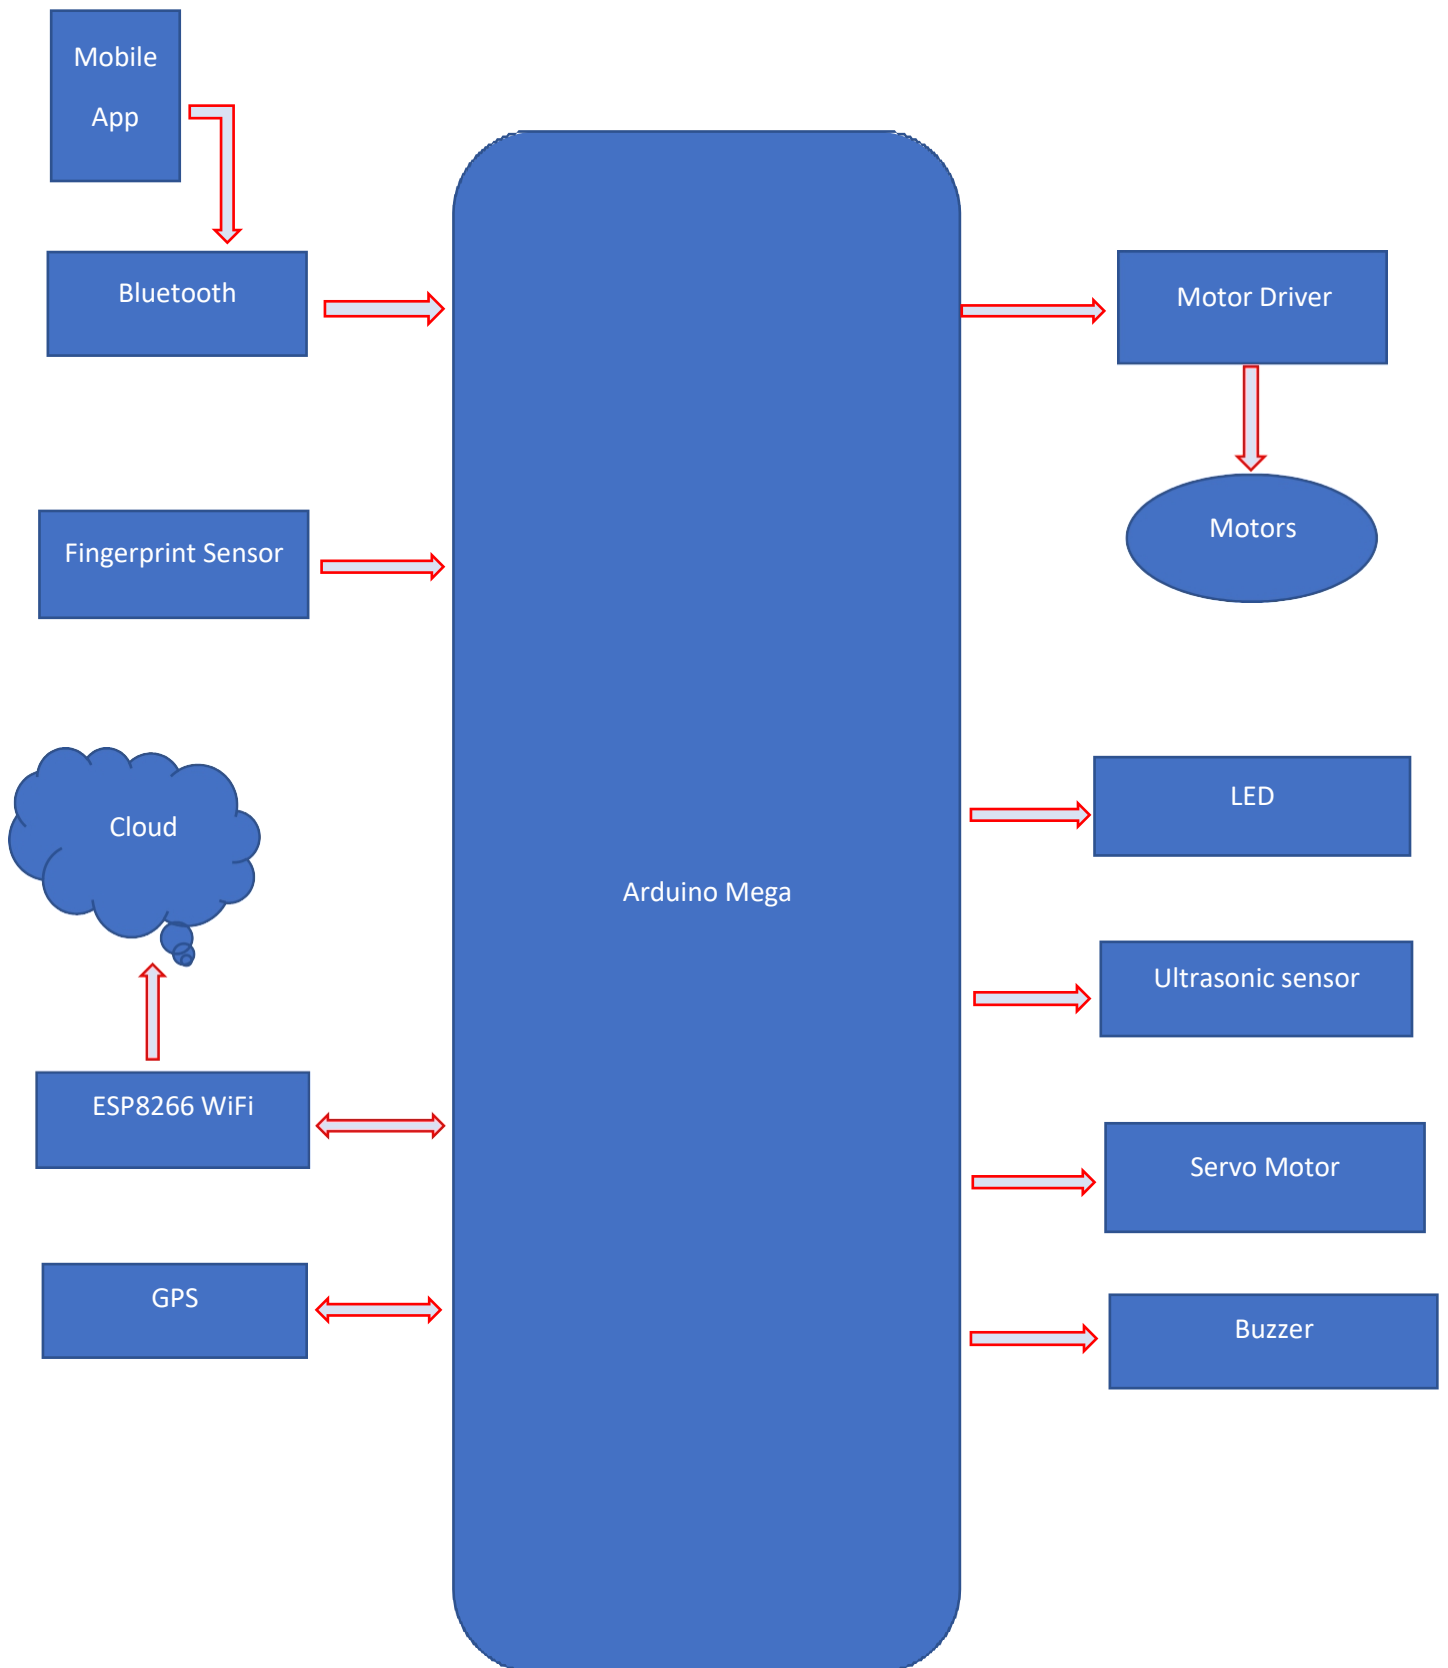 Mobile
App
Bluetooth
Motor Driver
Fingerprint Sensor
Motors
Cloud
LED
Arduino Mega
Ultrasonic sensor
ESP8266 WiFi
Servo Motor
GPS
Buzzer